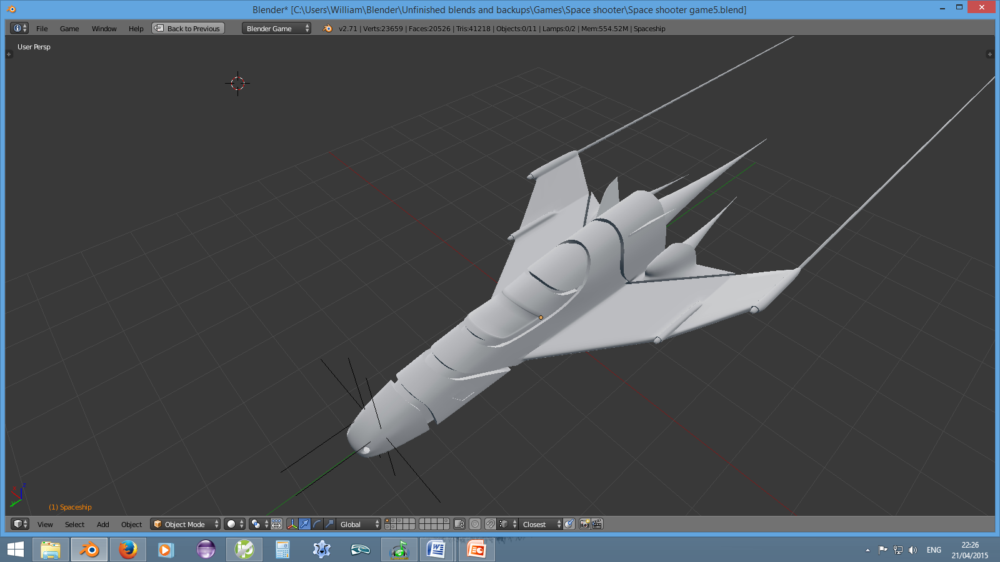 Blender* [C:\Users\William\Blender\Unfinished blends and backups\Games\Space shooter\Space shooter game5.blend]
File Game Window Help Back to Previous Blender Game v2.71 | Verts:23659 | Faces:20526 | Tris:41218 | Objects:0/11 | Lamps:0/2 | Mem:554.52M | Spaceship
User Persp
(1) Spaceship
View Select Add Object Object Mode Global Closest
ENG
22:26
21/04/2015